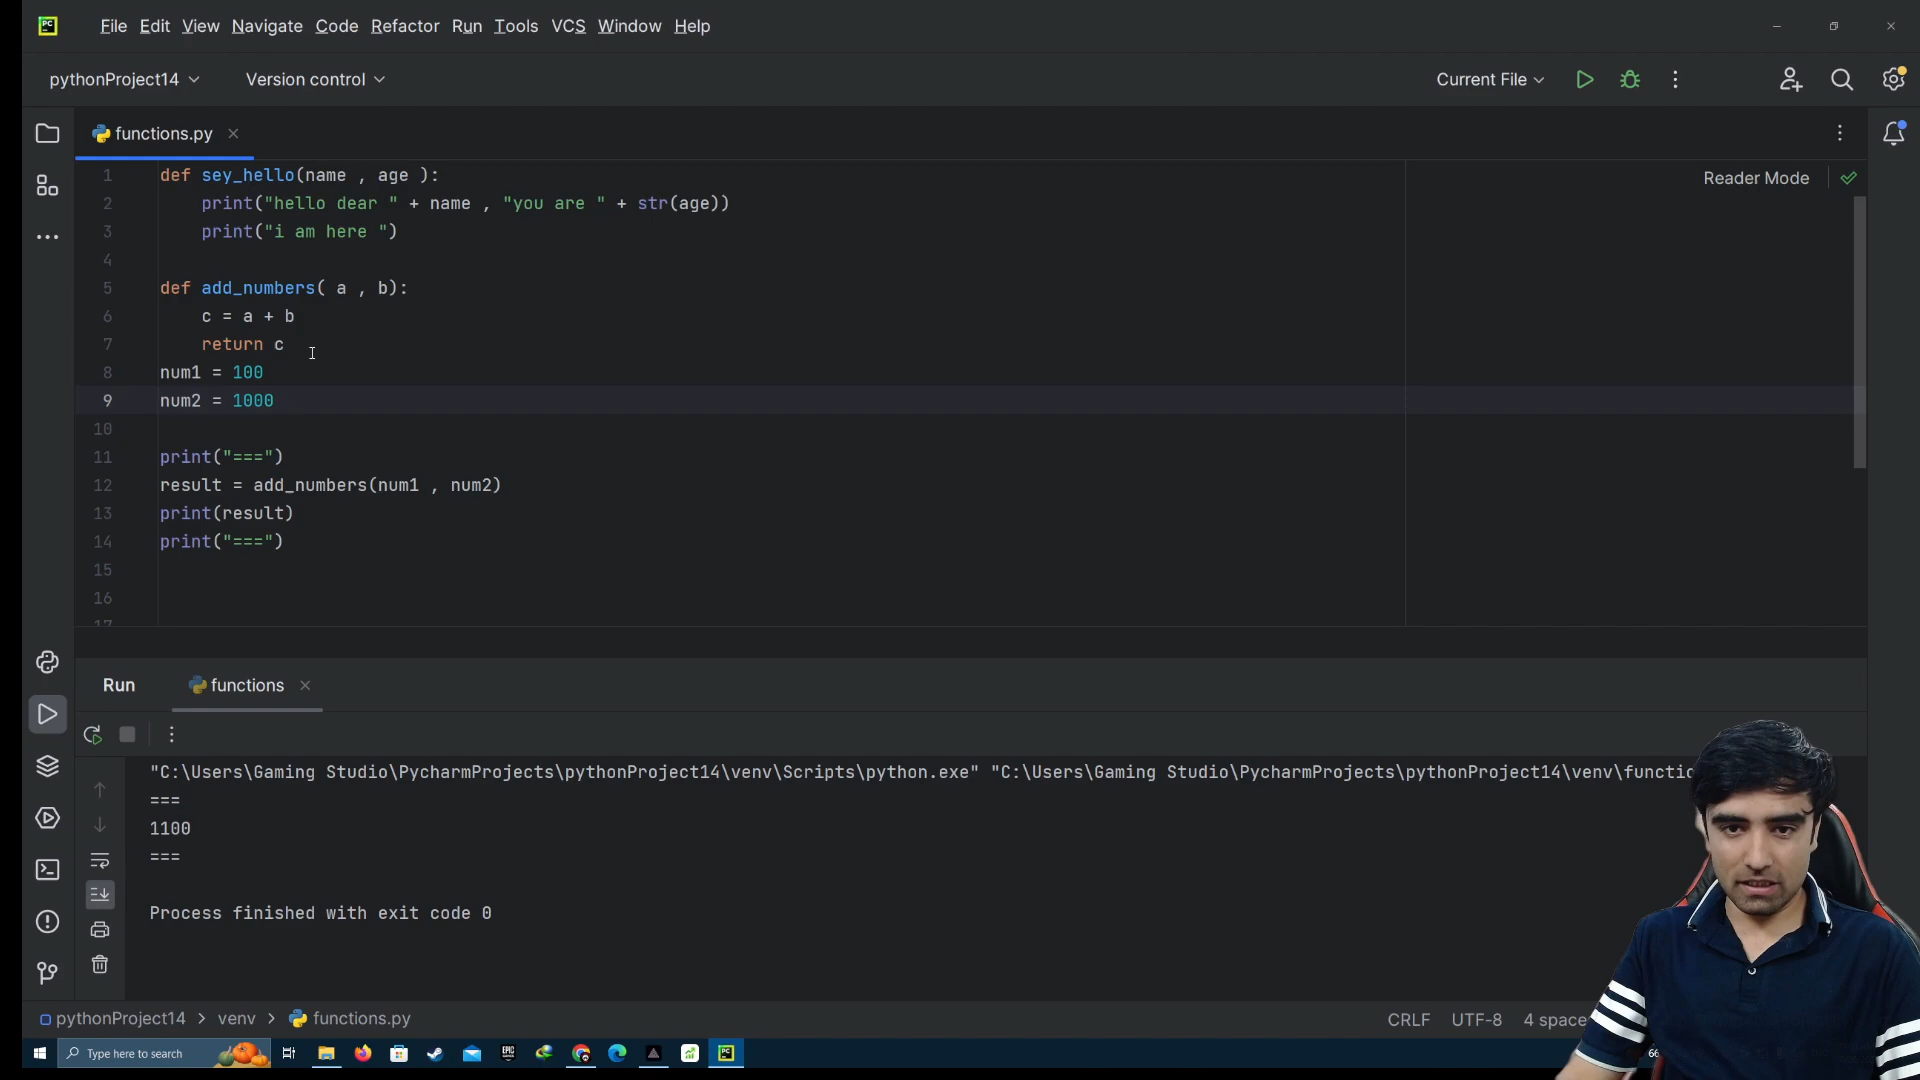 File Edit View Navigate Code Refactor Run Tools VCS Window Help
pythonProject14 Version control Current File
functions.py
Reader Mode
1 def sey_hello(name , age ):
2 print("hello dear " + name , "you are " + str(age))
3 print("i am here ")
4
5 def add_numbers( a , b):
6 c = a + b
7 return c
8 num1 = 100
9 num2 = 1000
10
11 print("===")
12 result = add_numbers(num1 , num2)
13 print(result)
14 print("===")
15
16
17
Run functions
"C:\Users\Gaming Studio\PycharmProjects\pythonProject14\venv\Scripts\python.exe" "C:\Users\Gaming Studio\PycharmProjects\pythonProject14\venv\functio
===
1100
===
Process finished with exit code 0
pythonProject14 > venv > functions.py CRLF UTF-8 4 space
Type here to search